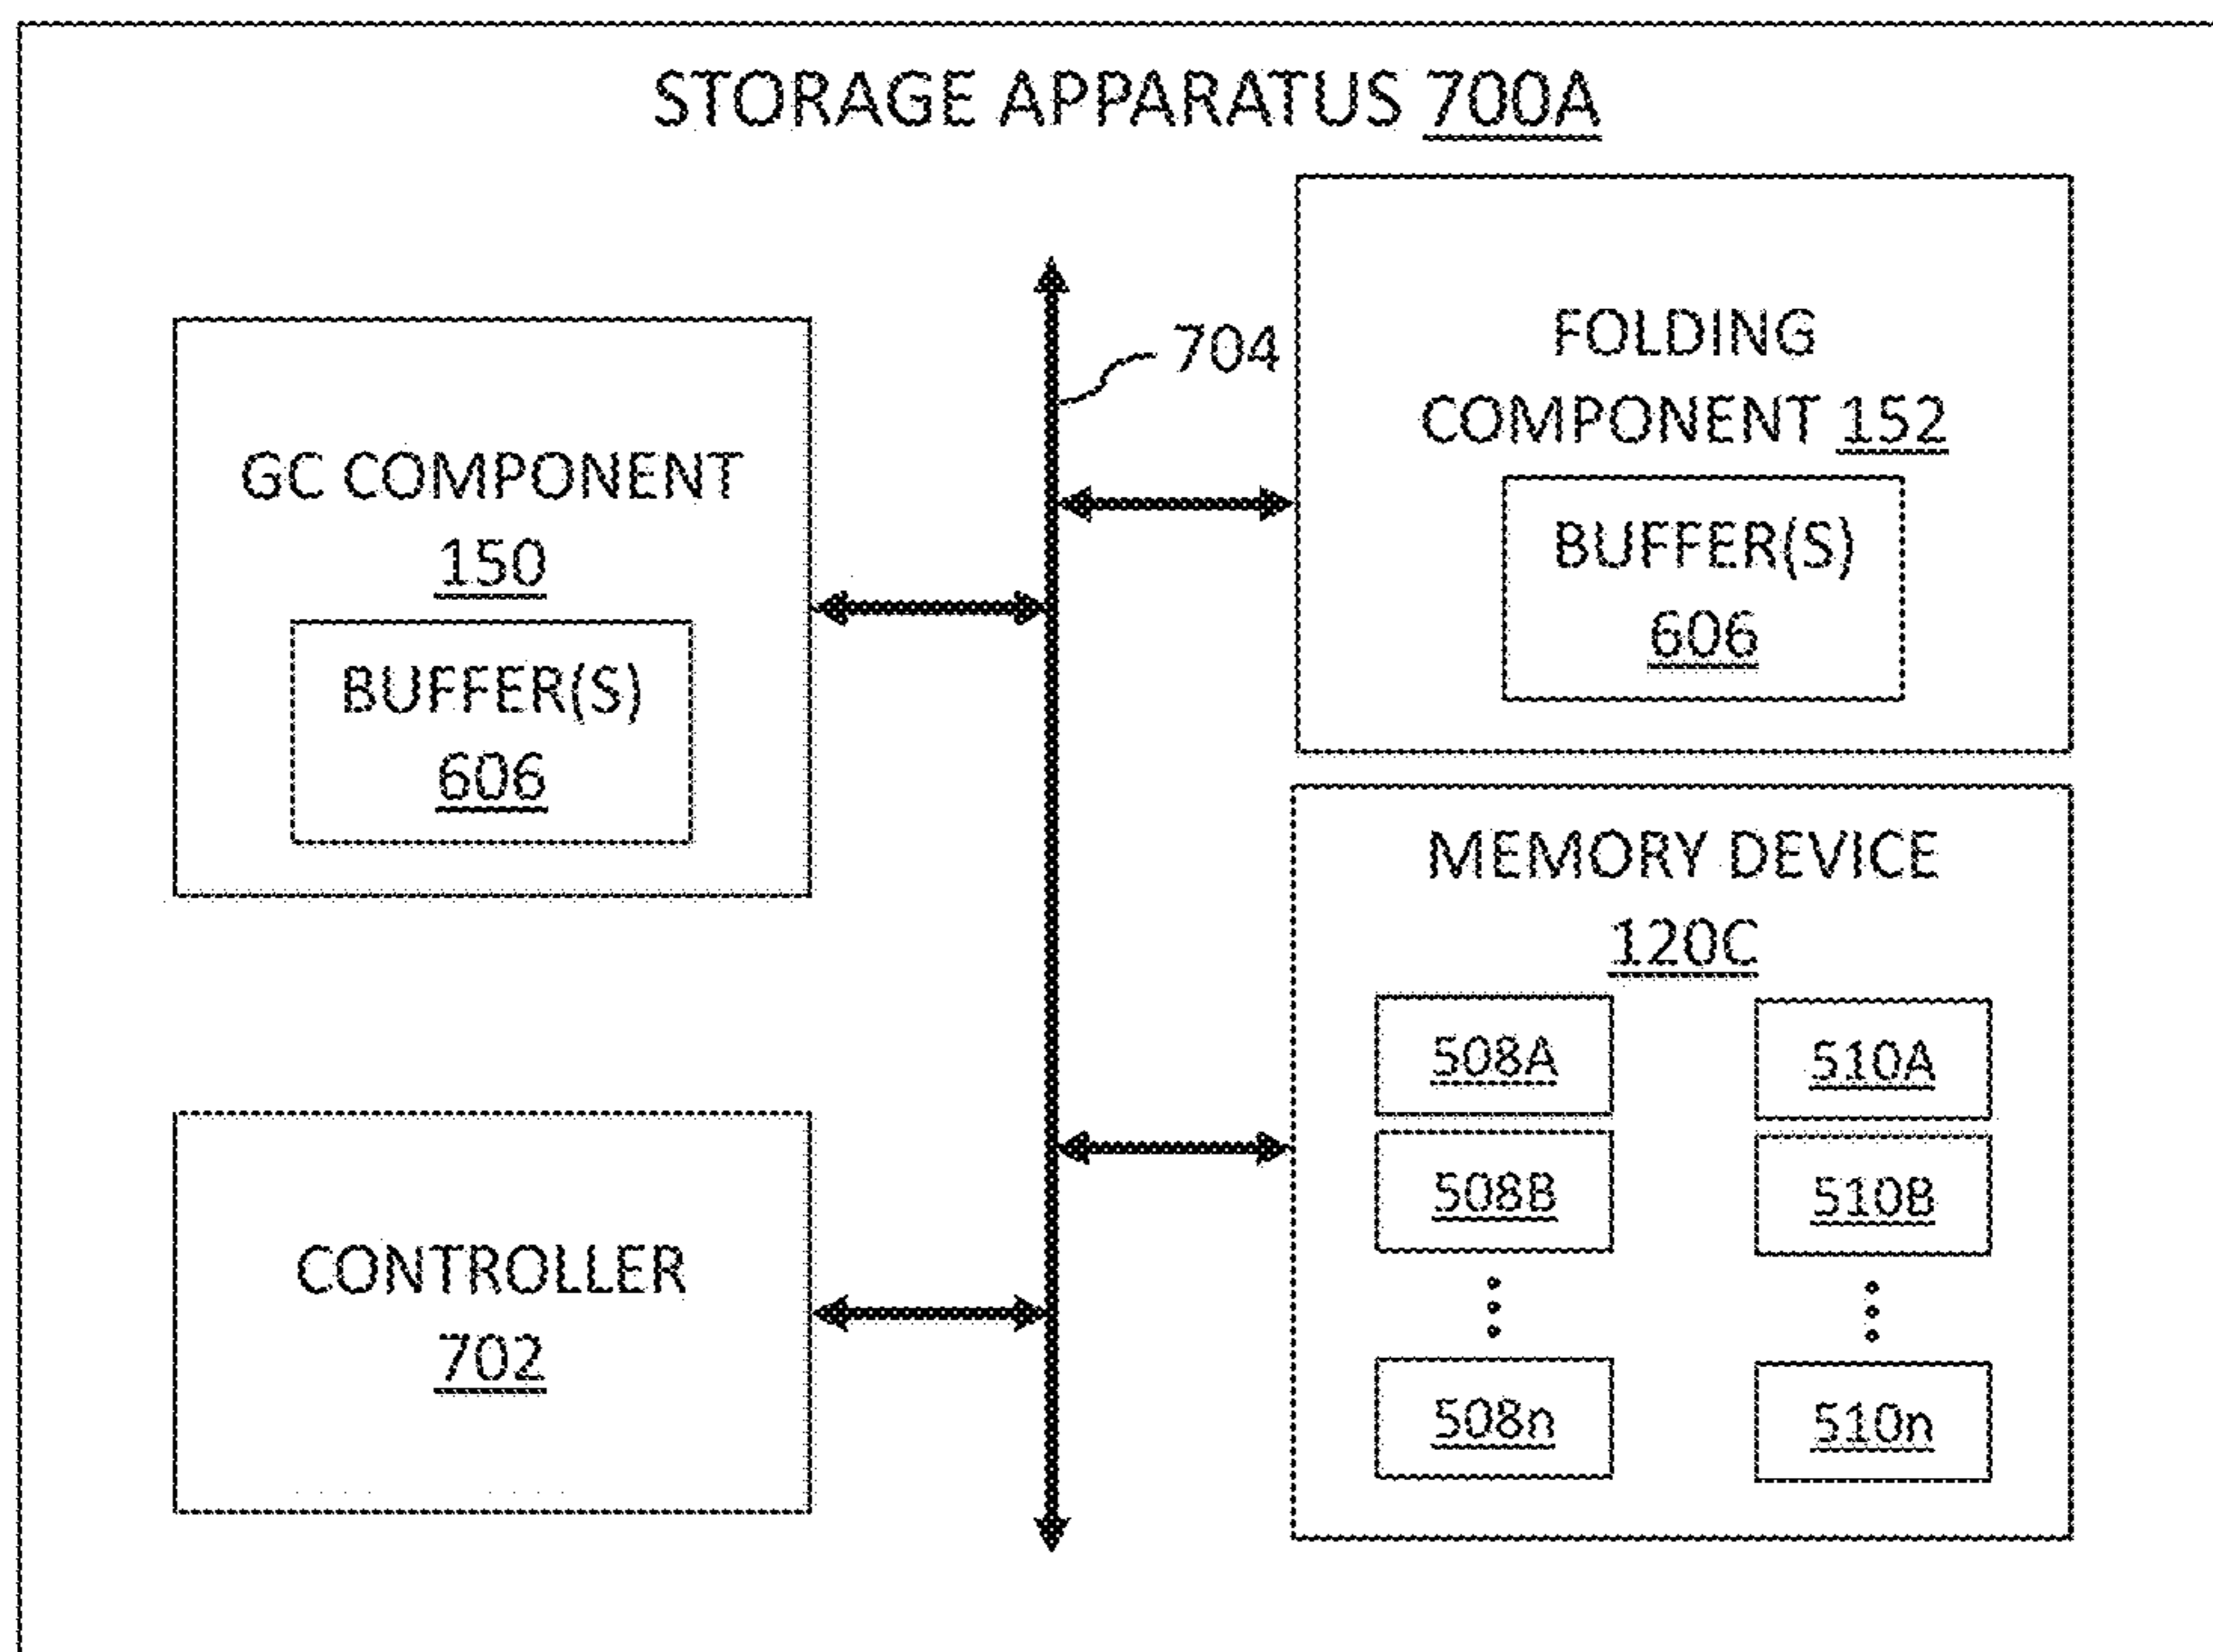 STORAGE APPARATUS 700A
704
GC COMPONENT
150
BUFFER(S)
606
FOLDING
COMPONENT 152
BUFFER(S)
606
CONTROLLER
702
MEMORY DEVICE
120C
508A
510A
508B
510B
508n
510n